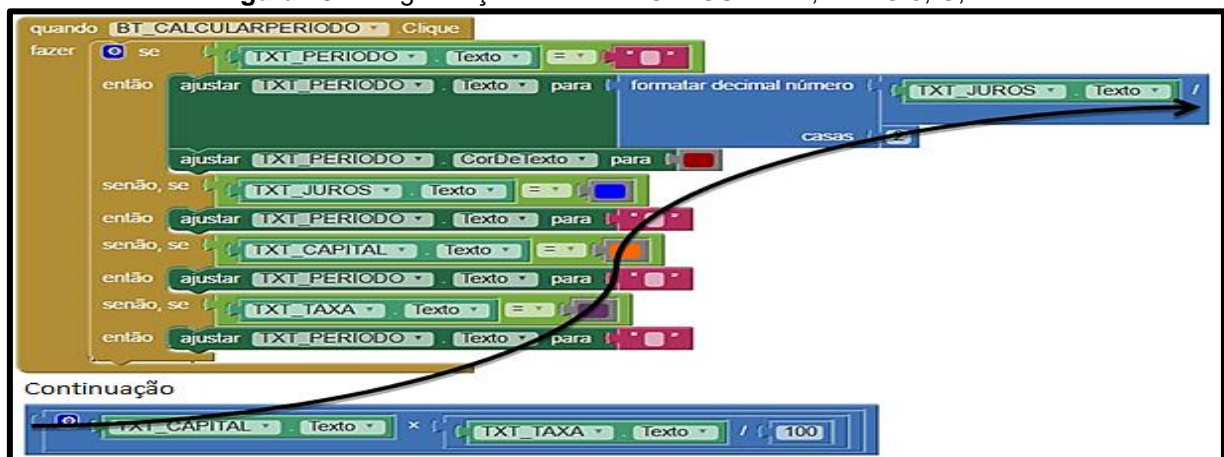 quando BT_CALCULARPERIODO . Clique
fazer se TXT_PERIODO . Texto = " "
então ajustar TXT_PERIODO . Texto para formatar decimal número TXT_JUROS . Texto /
casas 2
ajustar TXT_PERIODO . CorDeTexto para
senão, se TXT_JUROS . Texto =
então ajustar TXT_PERIODO . Texto para " "
senão, se TXT_CAPITAL . Texto =
então ajustar TXT_PERIODO . Texto para " "
senão, se TXT_TAXA . Texto =
então ajustar TXT_PERIODO . Texto para " "
Continuação
TXT_CAPITAL . Texto × TXT_TAXA . Texto / 100